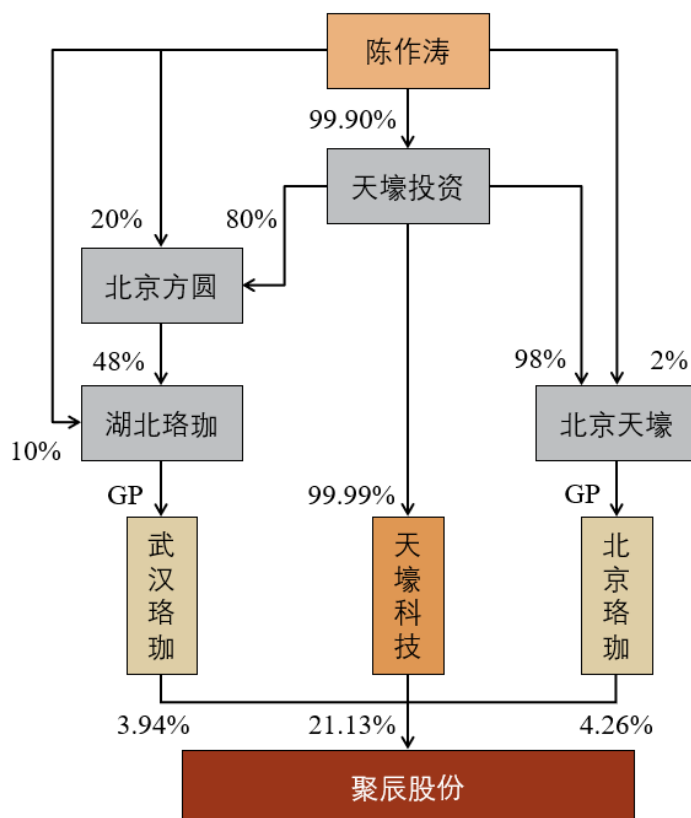 陈作涛
99.90%
天壕投资
20%
80%
北京方圆
48%
98%
2%
湖北珞珈
北京天壕
10%
GP
99.99%
GP
武汉珞珈
天壕科技
北京珞珈
3.94%
21.13%
4.26%
聚辰股份